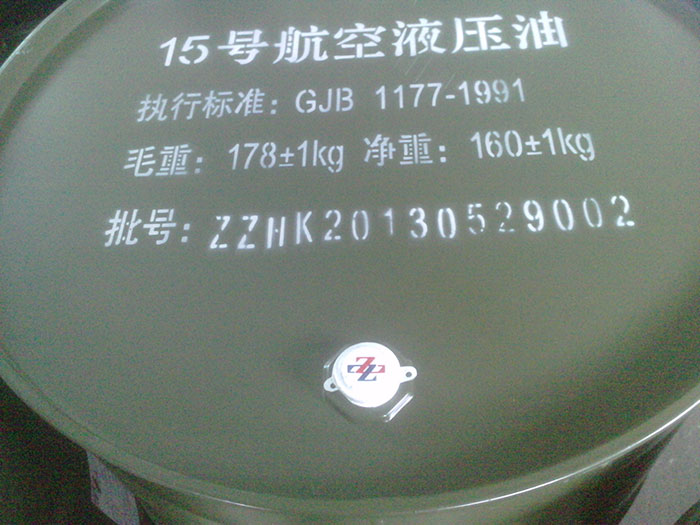 15号航空液压油
执行标准：GJB 1177-1991
毛重：178±1kg 净重：160±1kg
批号：ZZHK20130529002